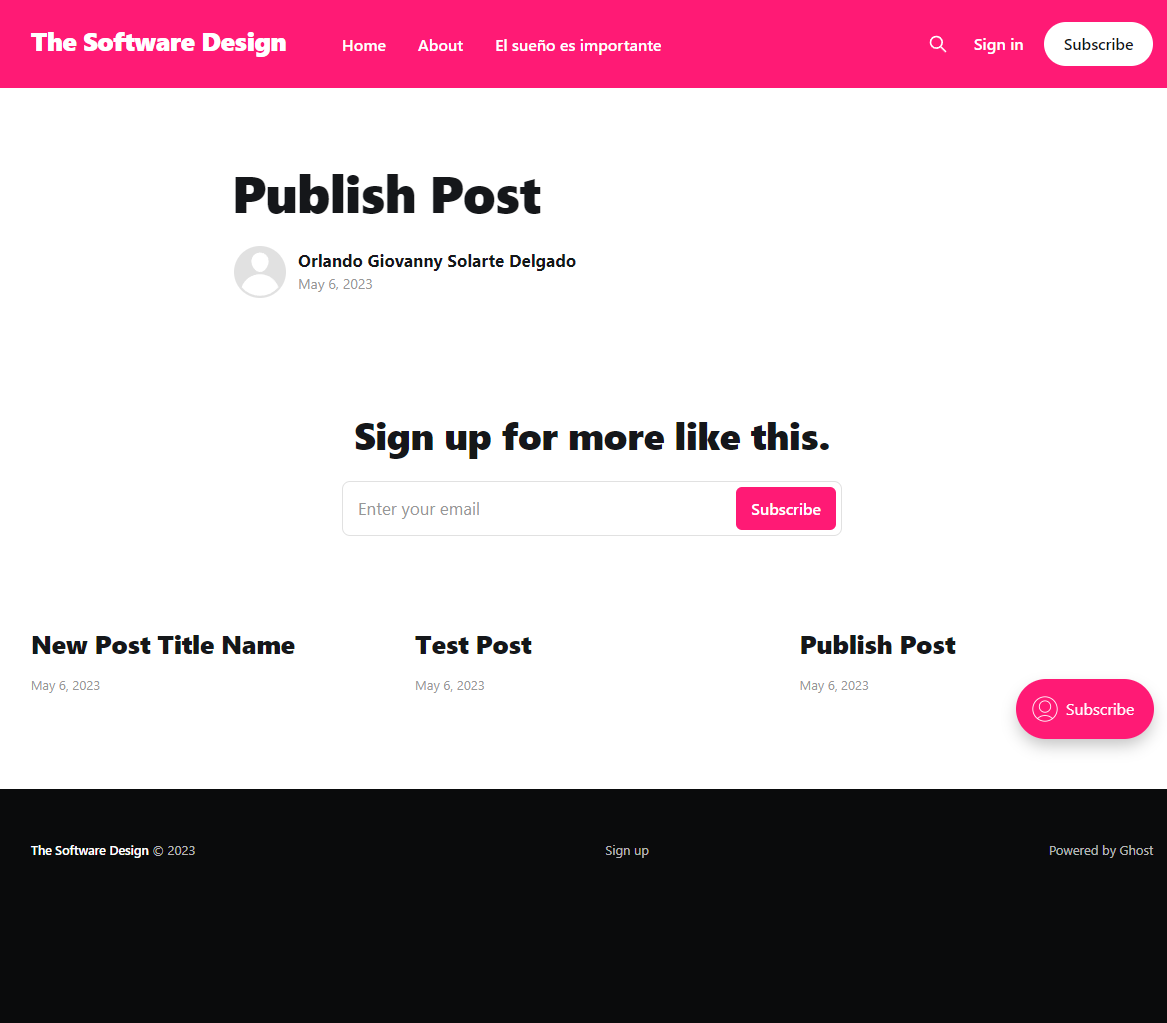 The Software Design
Home
About
El sueño es importante
Sign in
Subscribe
Publish Post
Orlando Giovanny Solarte Delgado
May 6, 2023
Sign up for more like this.
Enter your email
Subscribe
New Post Title Name
May 6, 2023
Test Post
May 6, 2023
Publish Post
May 6, 2023
Subscribe
The Software Design © 2023
Sign up
Powered by Ghost